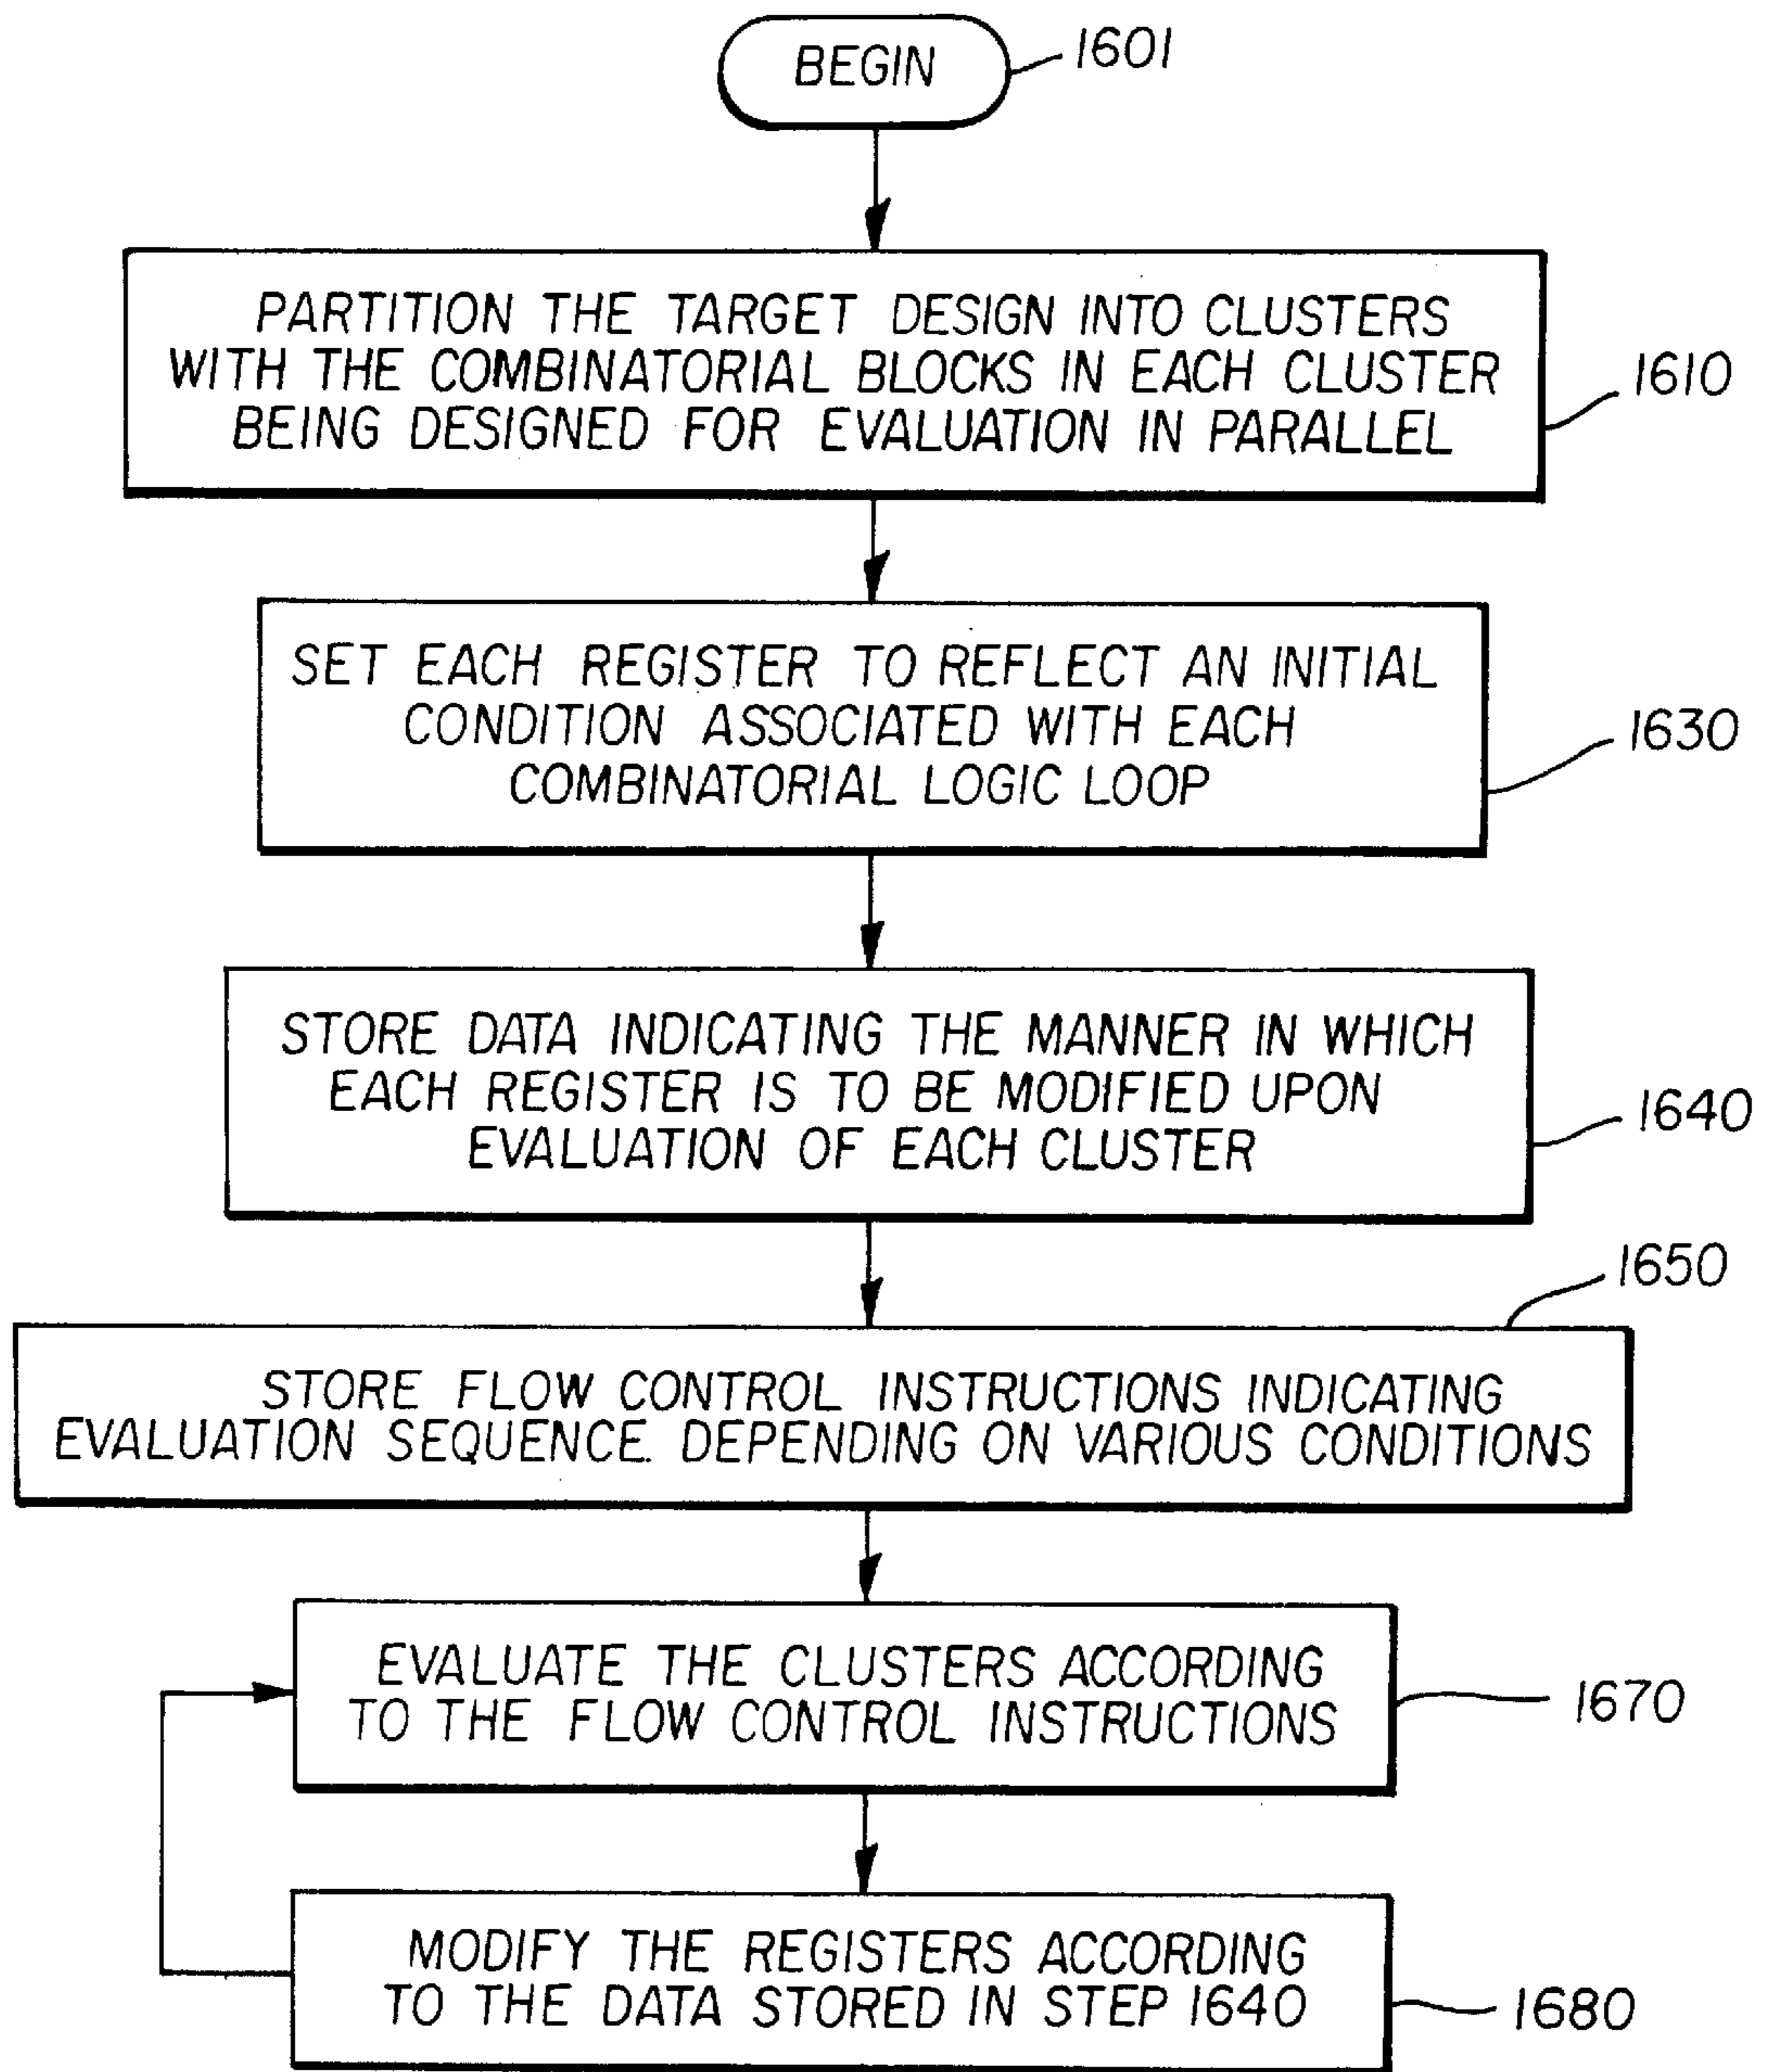 BEGIN
1601
PARTITION THE TARGET DESIGN INTO CLUSTERS
WITH THE COMBINATORIAL BLOCKS IN EACH CLUSTER
BEING DESIGNED FOR EVALUATION IN PARALLEL
1610
SET EACH REGISTER TO REFLECT AN INITIAL
CONDITION ASSOCIATED WITH EACH
COMBINATORIAL LOGIC LOOP
1630
STORE DATA INDICATING THE MANNER IN WHICH
EACH REGISTER IS TO BE MODIFIED UPON
EVALUATION OF EACH CLUSTER
1640
1650
STORE FLOW CONTROL INSTRUCTIONS INDICATING
EVALUATION SEQUENCE DEPENDING ON VARIOUS CONDITIONS
EVALUATE THE CLUSTERS ACCORDING
TO THE FLOW CONTROL INSTRUCTIONS
1670
MODIFY THE REGISTERS ACCORDING
TO THE DATA STORED IN STEP 1640
1680